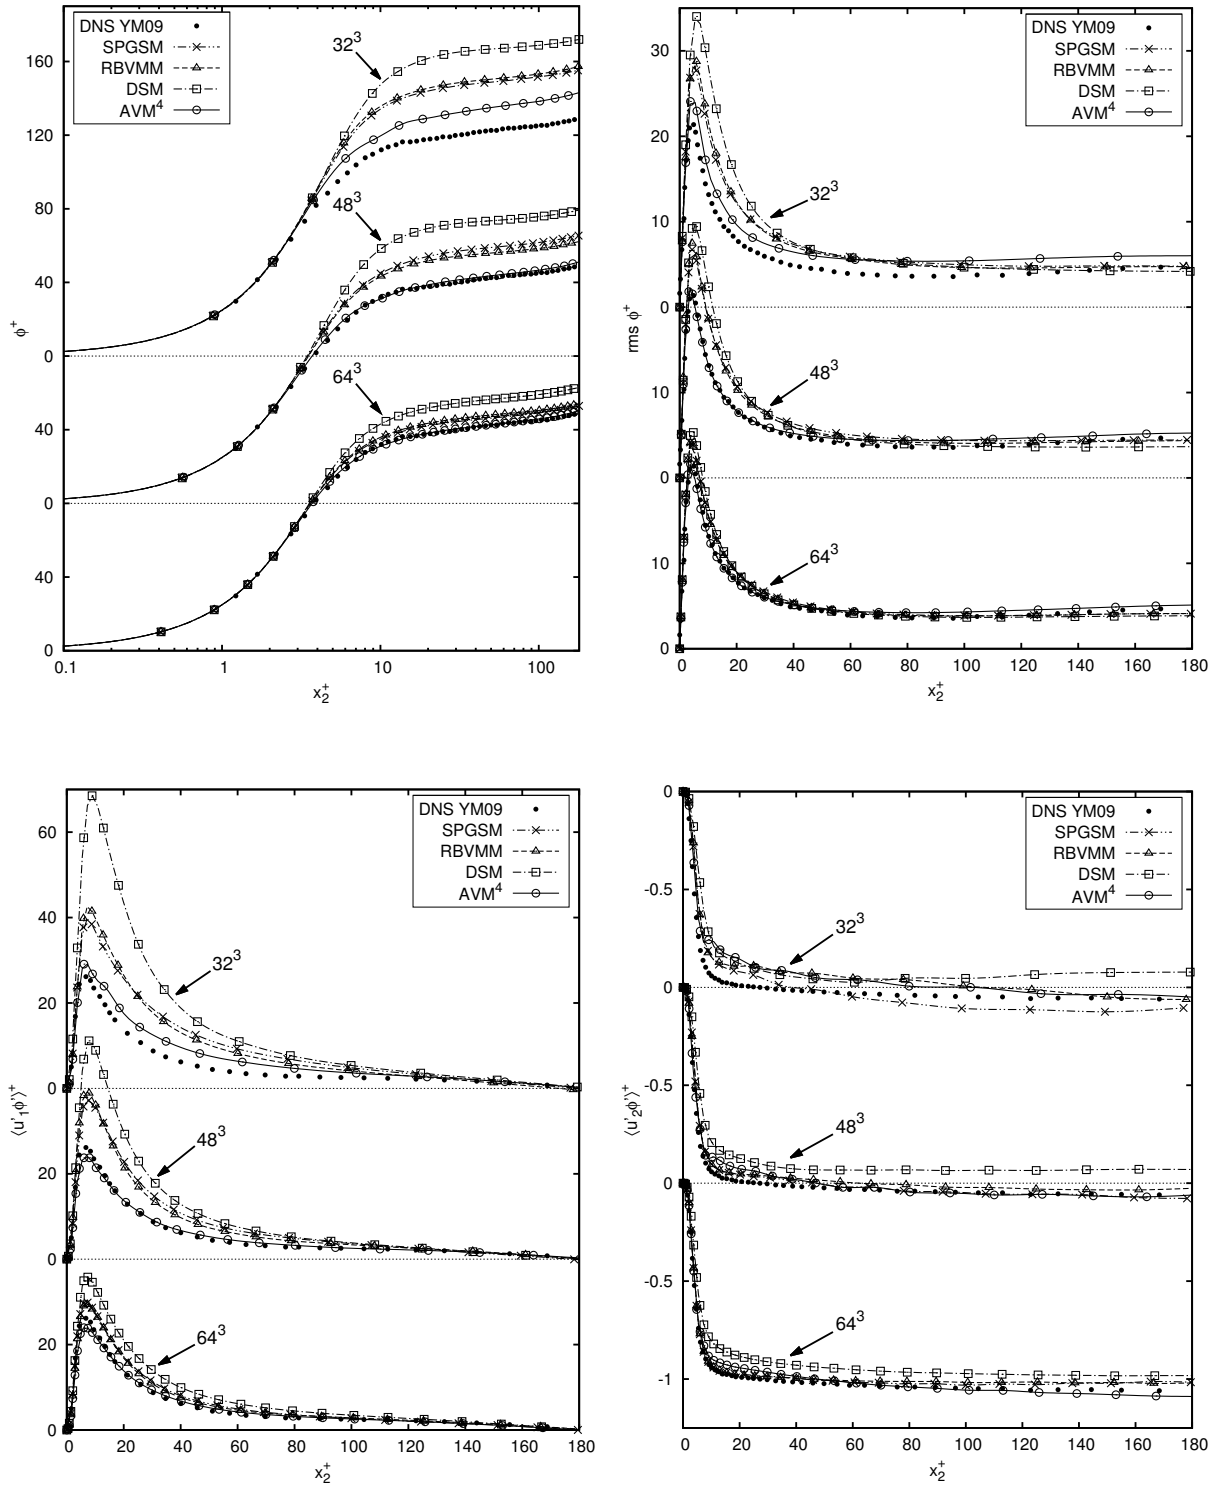 DNS YM09
SPGSM
RBVMM
DSM
AVM⁴
32³
48³
64³
160
120
80
40
0
40
0
40
0
0.1 1 10 100
ϕ⁺
x₂⁺
DNS YM09
SPGSM
RBVMM
DSM
AVM⁴
32³
48³
64³
30
20
10
0
10
0
10
0
0 20 40 60 80 100 120 140 160 180
rms ϕ⁺
x₂⁺
DNS YM09
SPGSM
RBVMM
DSM
AVM⁴
32³
48³
64³
60
40
20
0
20
0
20
0
0 20 40 60 80 100 120 140 160 180
⟨u'₁ϕ'⟩⁺
x₂⁺
DNS YM09
SPGSM
RBVMM
DSM
AVM⁴
32³
48³
64³
0
-0.5
0
-0.5
0
-0.5
-1
0 20 40 60 80 100 120 140 160 180
⟨u'₂ϕ'⟩⁺
x₂⁺